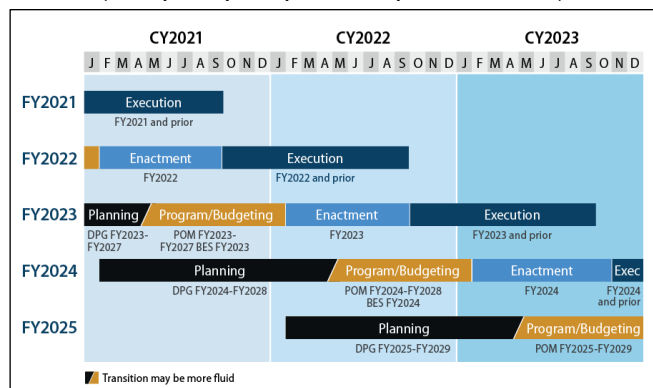 CY2021 CY2022 CY2023
J F M A M J J A S O N D J F M A M J J A S O N D J F M A M J J A S O N D
FY2021
Execution
FY2021 and prior
FY2022
Enactment Execution
FY2022 FY2022 and prior
FY2023
Planning Program/Budgeting Enactment Execution
DPG FY2023-
FY2027
POM FY2023-
FY2027 BES FY2023
FY2023
FY2023 and prior
FY2024
Planning Program/Budgeting Enactment Exec
DPG FY2024-FY2028
POM FY2024-FY2028
BES FY2024
FY2024
FY2024
and prior
FY2025
Planning Program/Budgeting
DPG FY2025-FY2029 POM FY2025-FY2029
Transition may be more fluid